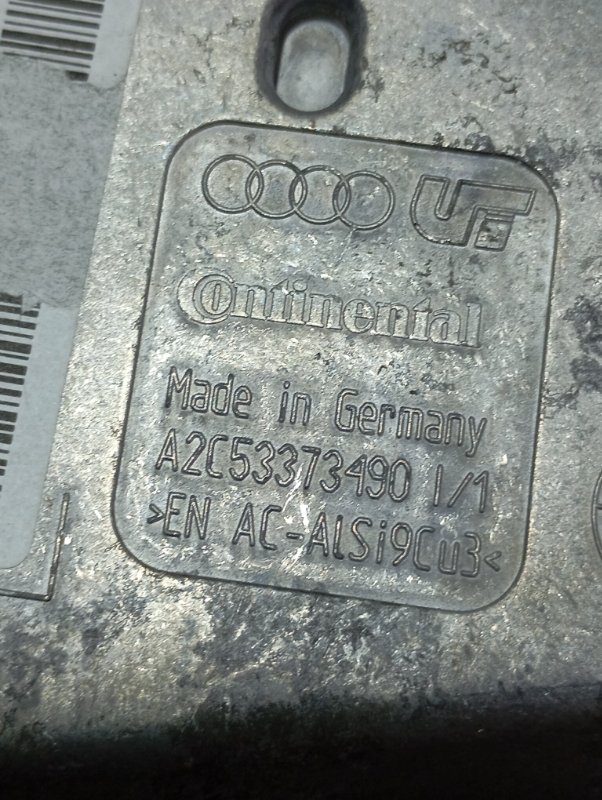 Continental
Made in Germany
A2C53373490 I/1
>EN AC-AlSi9Cu3<